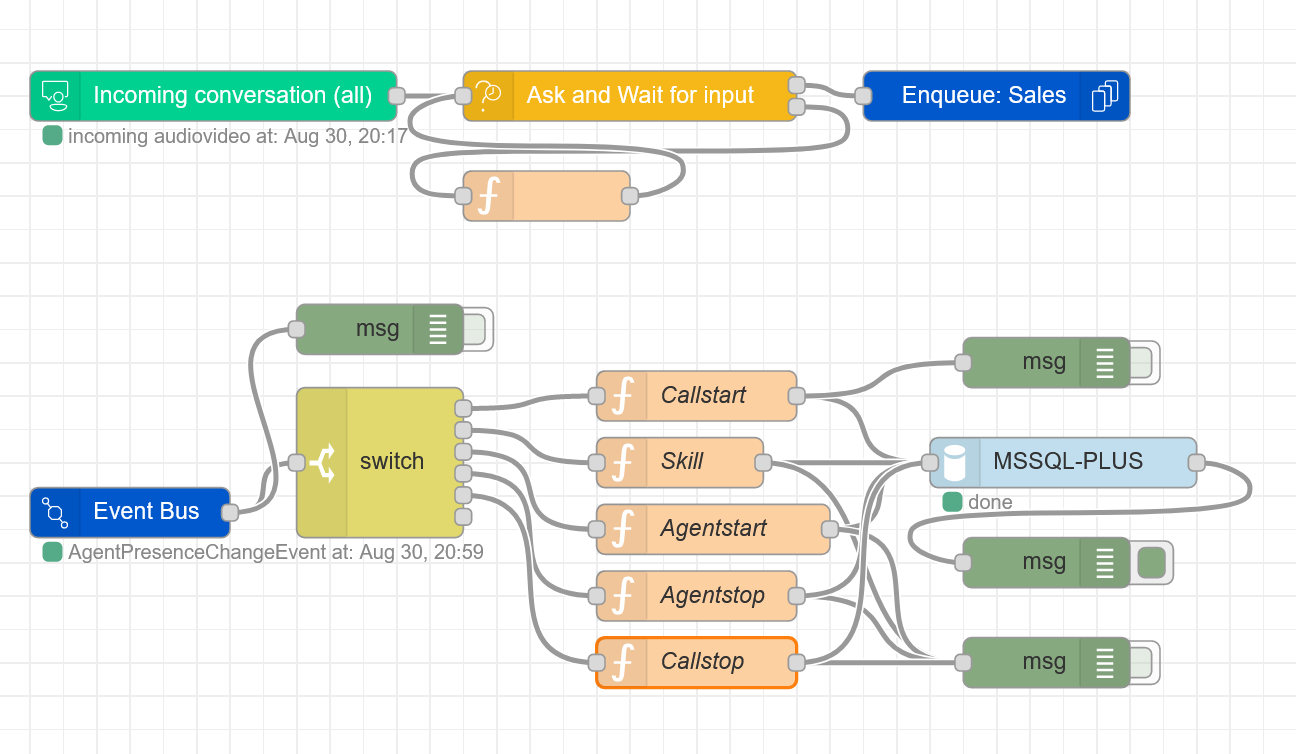 Incoming conversation (all)
Ask and Wait for input
Enqueue: Sales
incoming audiovideo at: Aug 30, 20:17
msg
msg
Callstart
switch
Skill
MSSQL-PLUS
Event Bus
done
Agentstart
AgentPresenceChangeEvent at: Aug 30, 20:59
msg
Agentstop
Callstop
msg